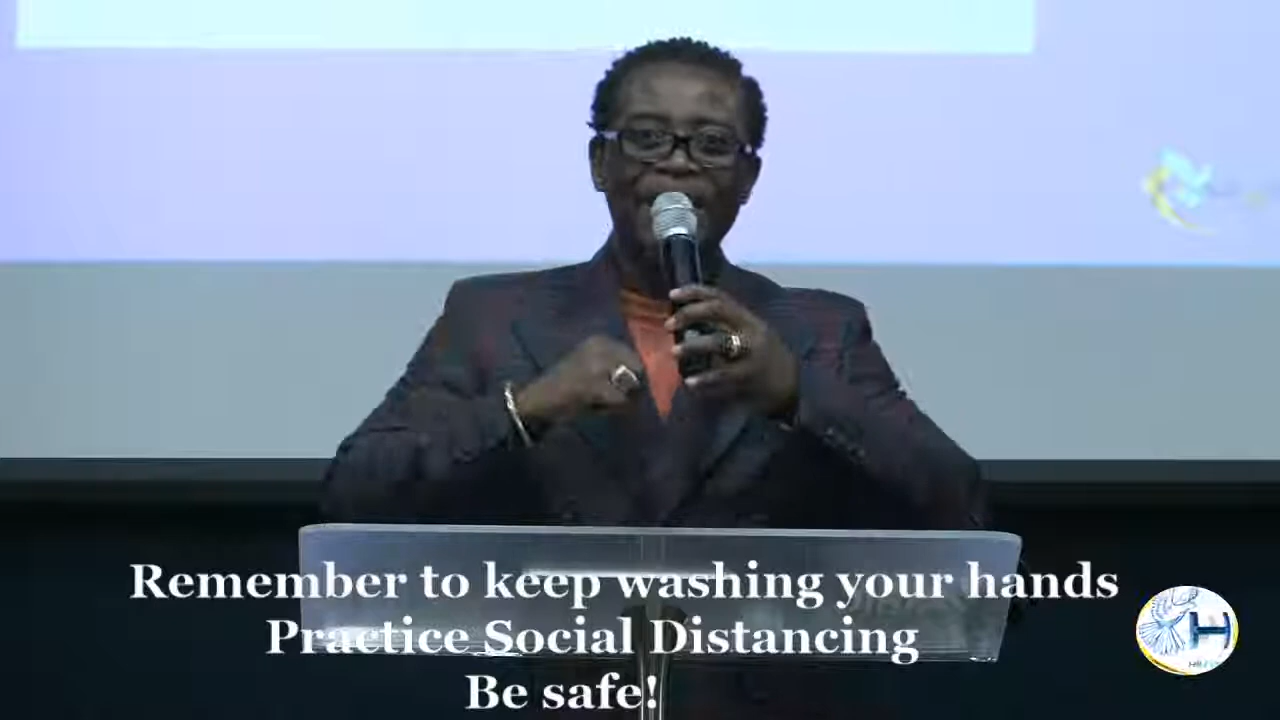 Remember to keep washing your hands
Practice Social Distancing
Be safe!
H